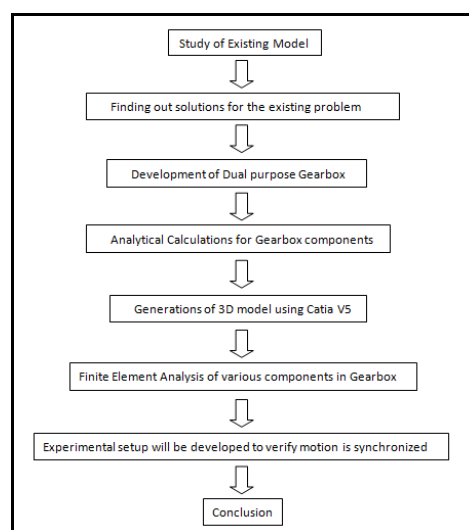 Study of Existing Model
Finding out solutions for the existing problem
Development of Dual purpose Gearbox
Analytical Calculations for Gearbox components
Generations of 3D model using Catia V5
Finite Element Analysis of various components in Gearbox
Experimental setup will be developed to verify motion is synchronized
Conclusion